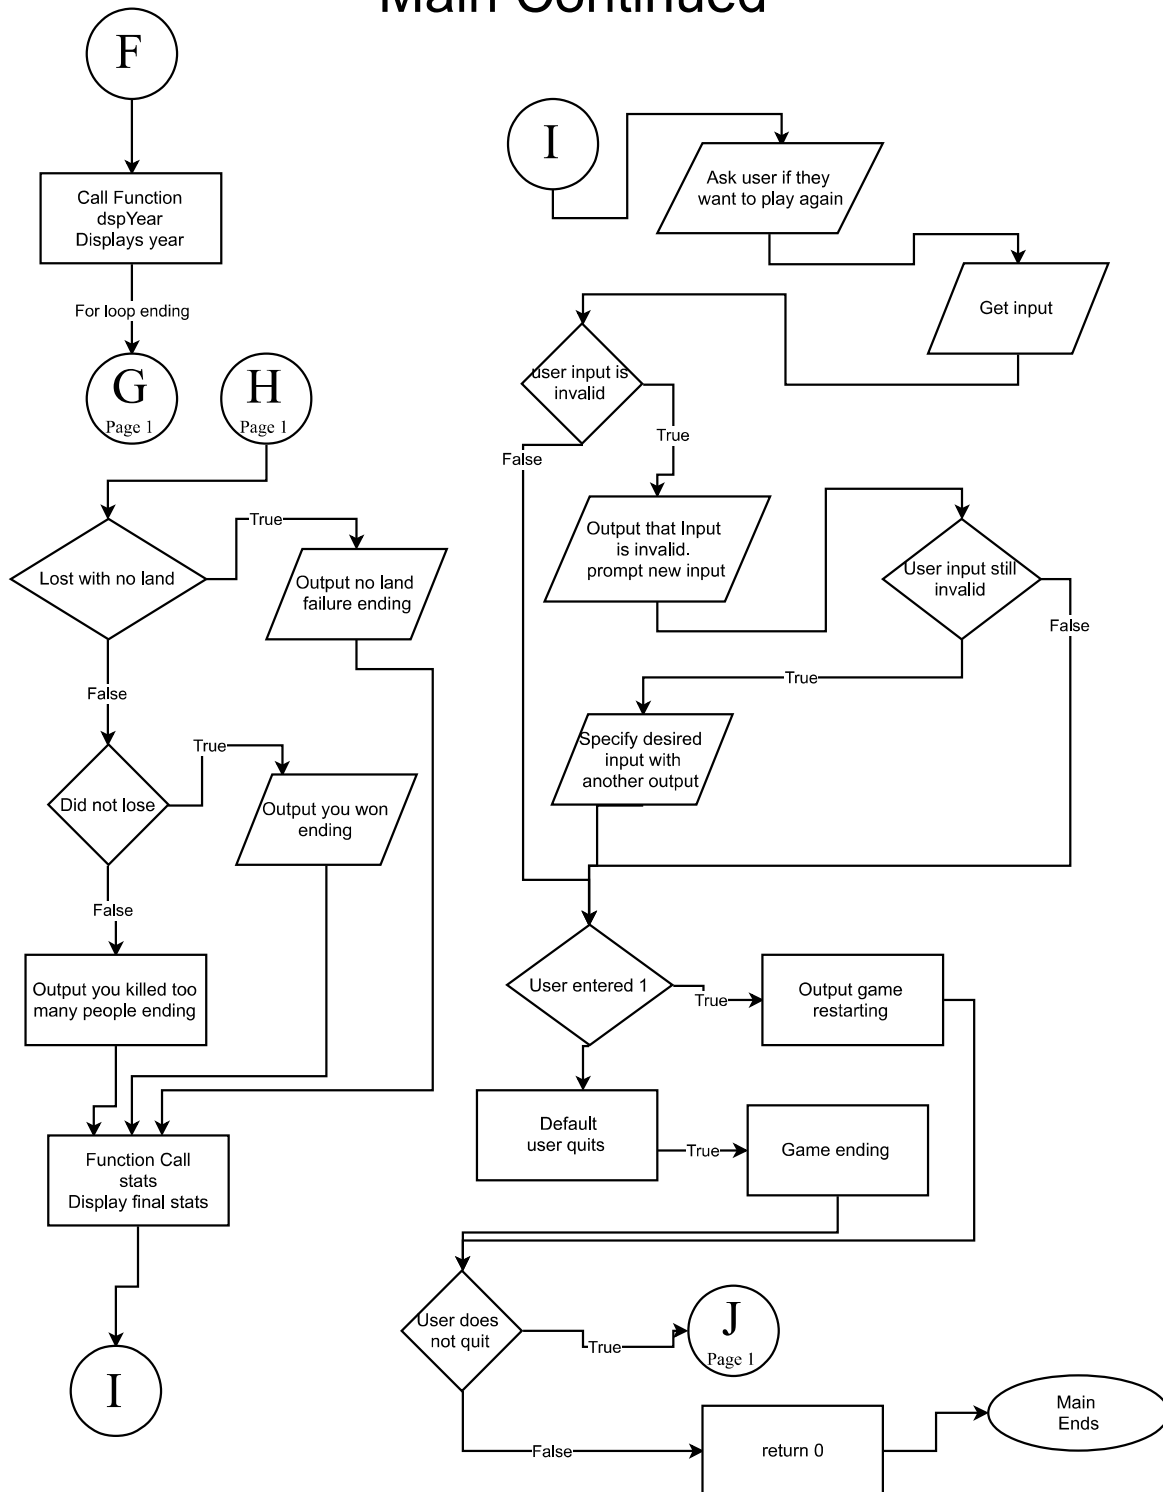 Main Continued
F
Call Function
dspYear
Displays year
For loop ending
G
Page 1
H
Page 1
Lost with no land
True
Output no land
failure ending
False
Did not lose
True
Output you won
ending
False
Output you killed too
many people ending
Function Call
stats
Display final stats
I
I
Ask user if they
want to play again
Get input
user input is
invalid
True
False
Output that Input
is invalid.
prompt new input
User input still
invalid
False
True
Specify desired
input with
another output
User entered 1
True
Output game
restarting
Default
user quits
True
Game ending
User does
not quit
True
J
Page 1
False
return 0
Main
Ends